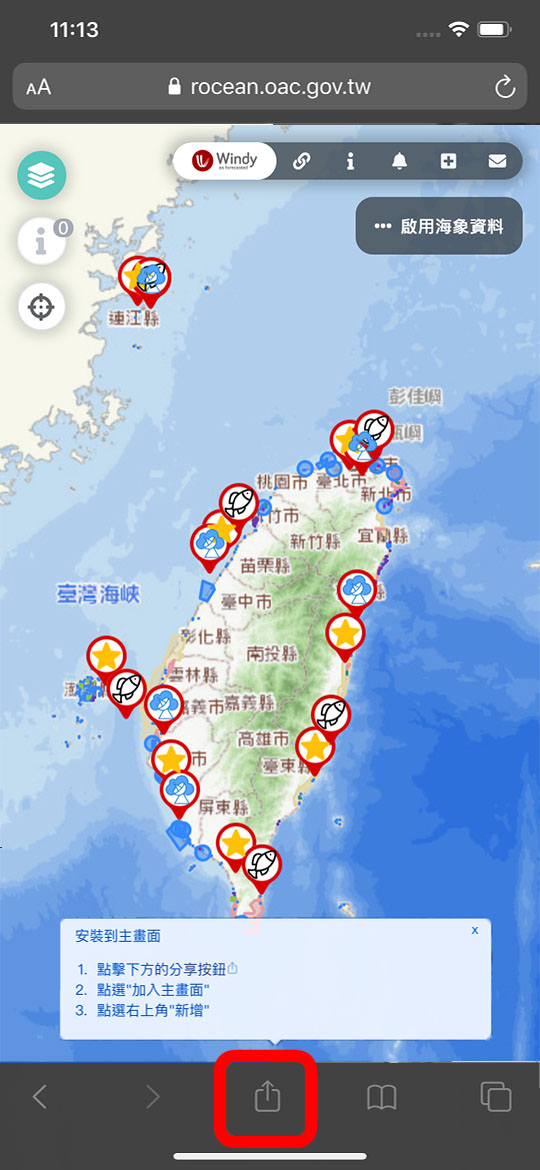 11:13
AA
rocean.oac.gov.tw
Windy
as forecasted
0
啟用海象資料
連江縣
彭佳嶼
桃園市
臺北市
新北市
竹市
新竹縣
宜蘭縣
苗栗縣
臺灣海峽
臺中市
彰化縣
南投縣
雲林縣
澎
嘉義市
嘉義縣
高雄市
市
臺東縣
屏東縣
安裝到主畫面
x
1. 點擊下方的分享按鈕
2. 點選"加入主畫面"
3. 點選右上角"新增"